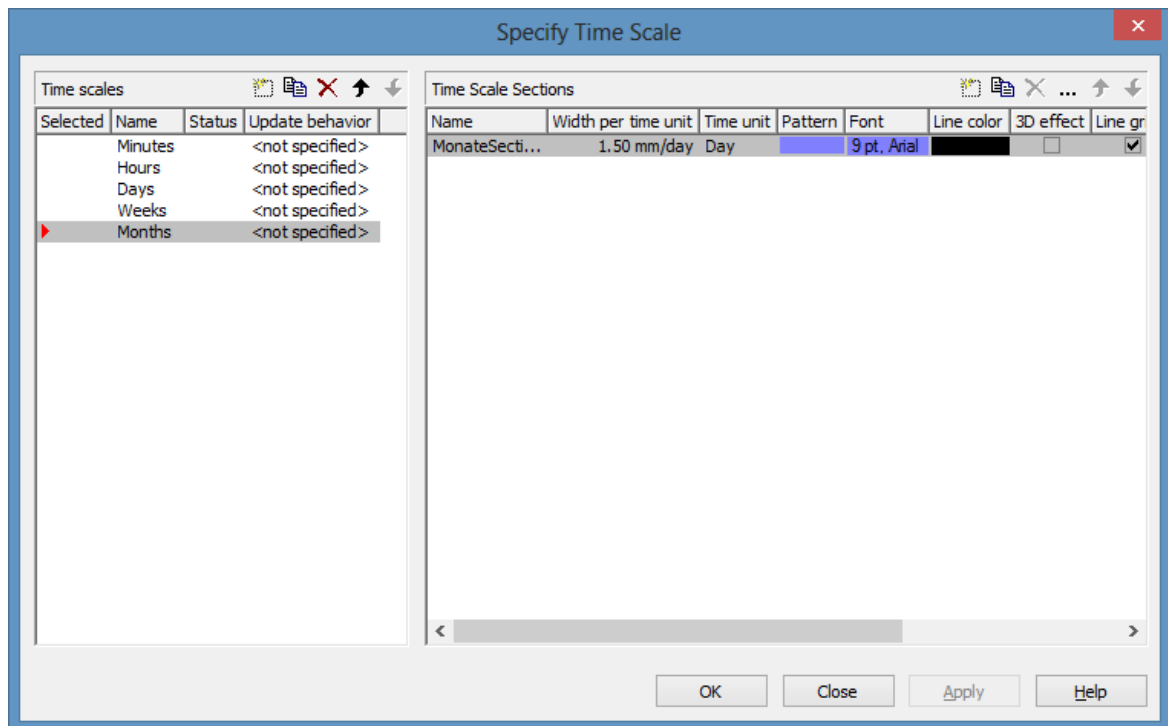 Specify Time Scale
Time scales
Selected Name Status Update behavior
Minutes <not specified>
Hours <not specified>
Days <not specified>
Weeks <not specified>
Months <not specified>
Time Scale Sections
Name Width per time unit Time unit Pattern Font Line color 3D effect Line gr
MonateSecti... 1.50 mm/day Day 9 pt, Arial
OK Close Apply Help